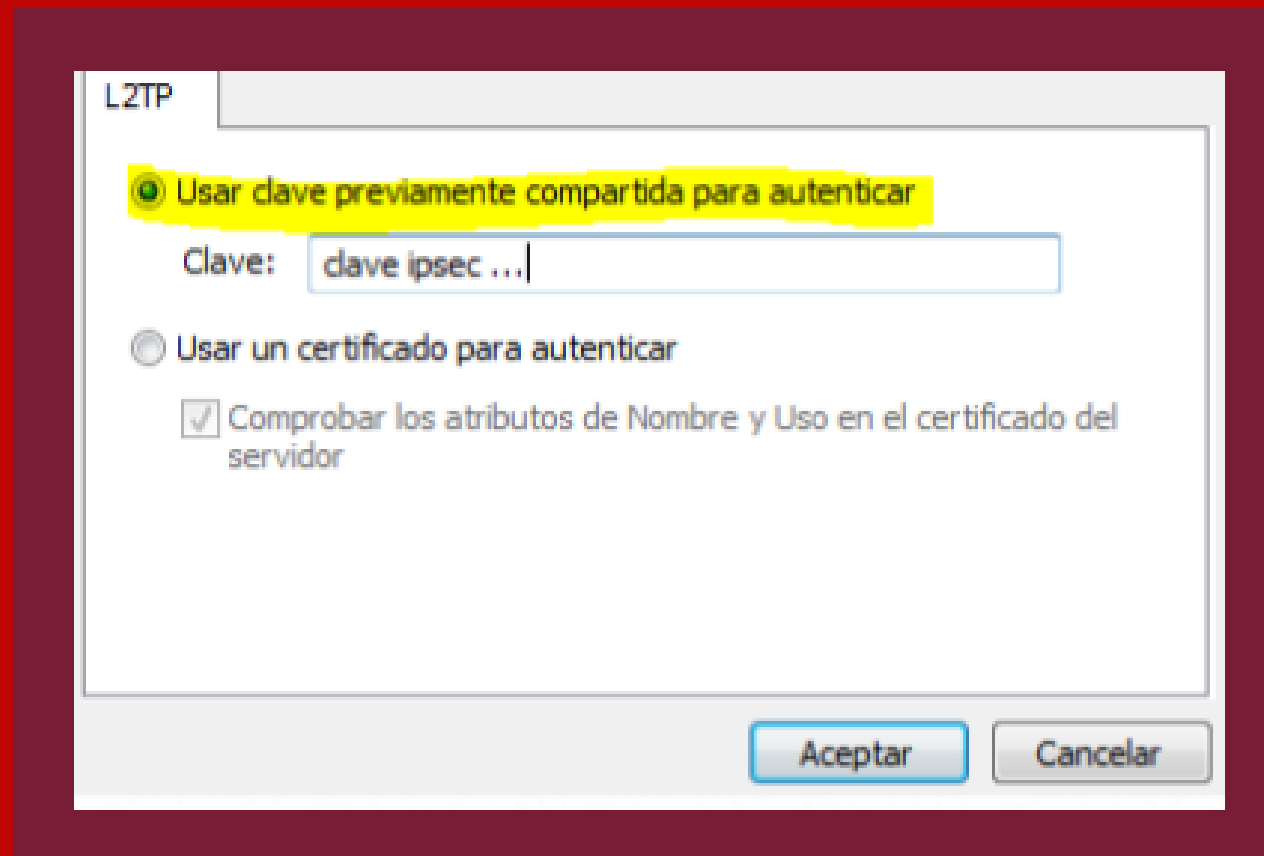 L2TP
Usar clave previamente compartida para autenticar
Clave: clave ipsec ...
Usar un certificado para autenticar
Comprobar los atributos de Nombre y Uso en el certificado del
servidor
Aceptar Cancelar